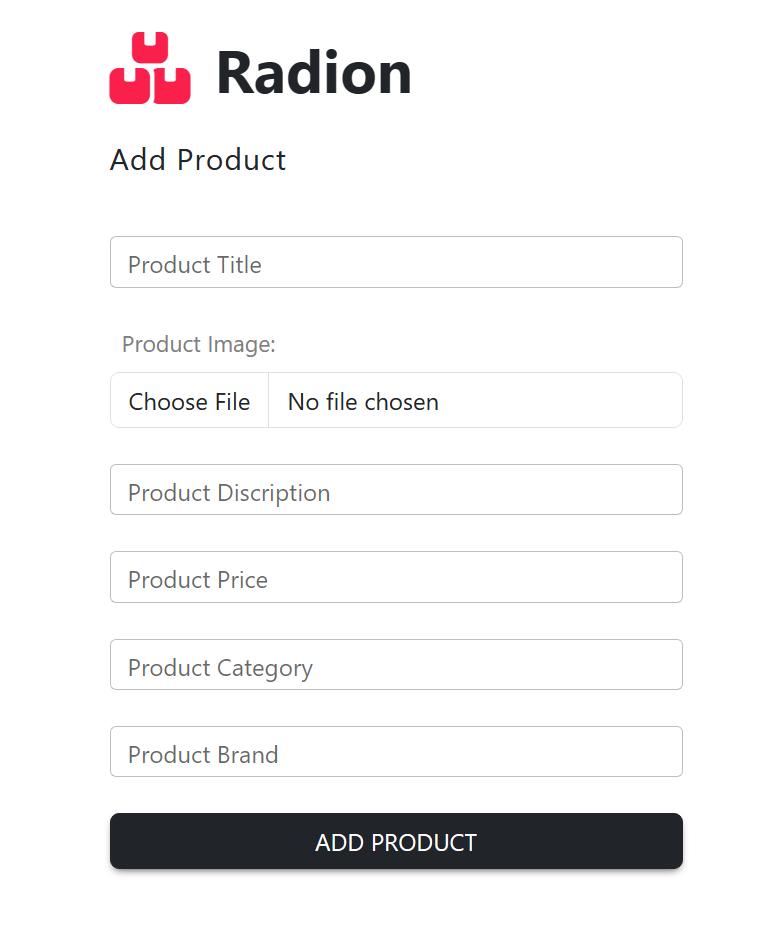 Radion
Add Product
Product Title
Product Image:
Choose File No file chosen
Product Discription
Product Price
Product Category
Product Brand
ADD PRODUCT